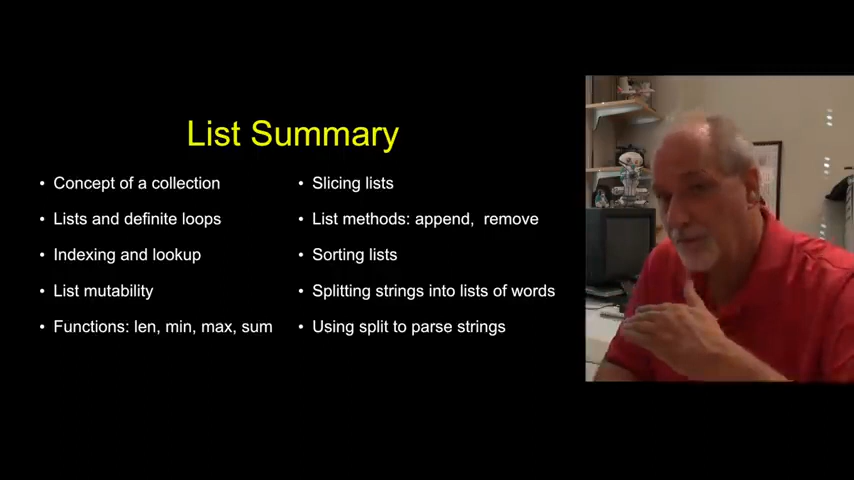 List Summary
• Concept of a collection
• Lists and definite loops
• Indexing and lookup
• List mutability
• Functions: len, min, max, sum
• Slicing lists
• List methods: append, remove
• Sorting lists
• Splitting strings into lists of words
• Using split to parse strings